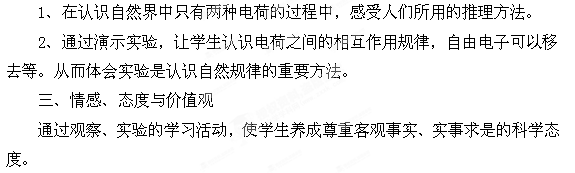 1、在认识自然界中只有两种电荷的过程中，感受人们所用的推理方法。
2、通过演示实验，让学生认识电荷之间的相互作用规律，自由电子可以移
去等。从而体会实验是认识自然规律的重要方法。
三、情感、态度与价值观
通过观察、实验的学习活动，使学生养成尊重客观事实、实事求是的科学态
度。